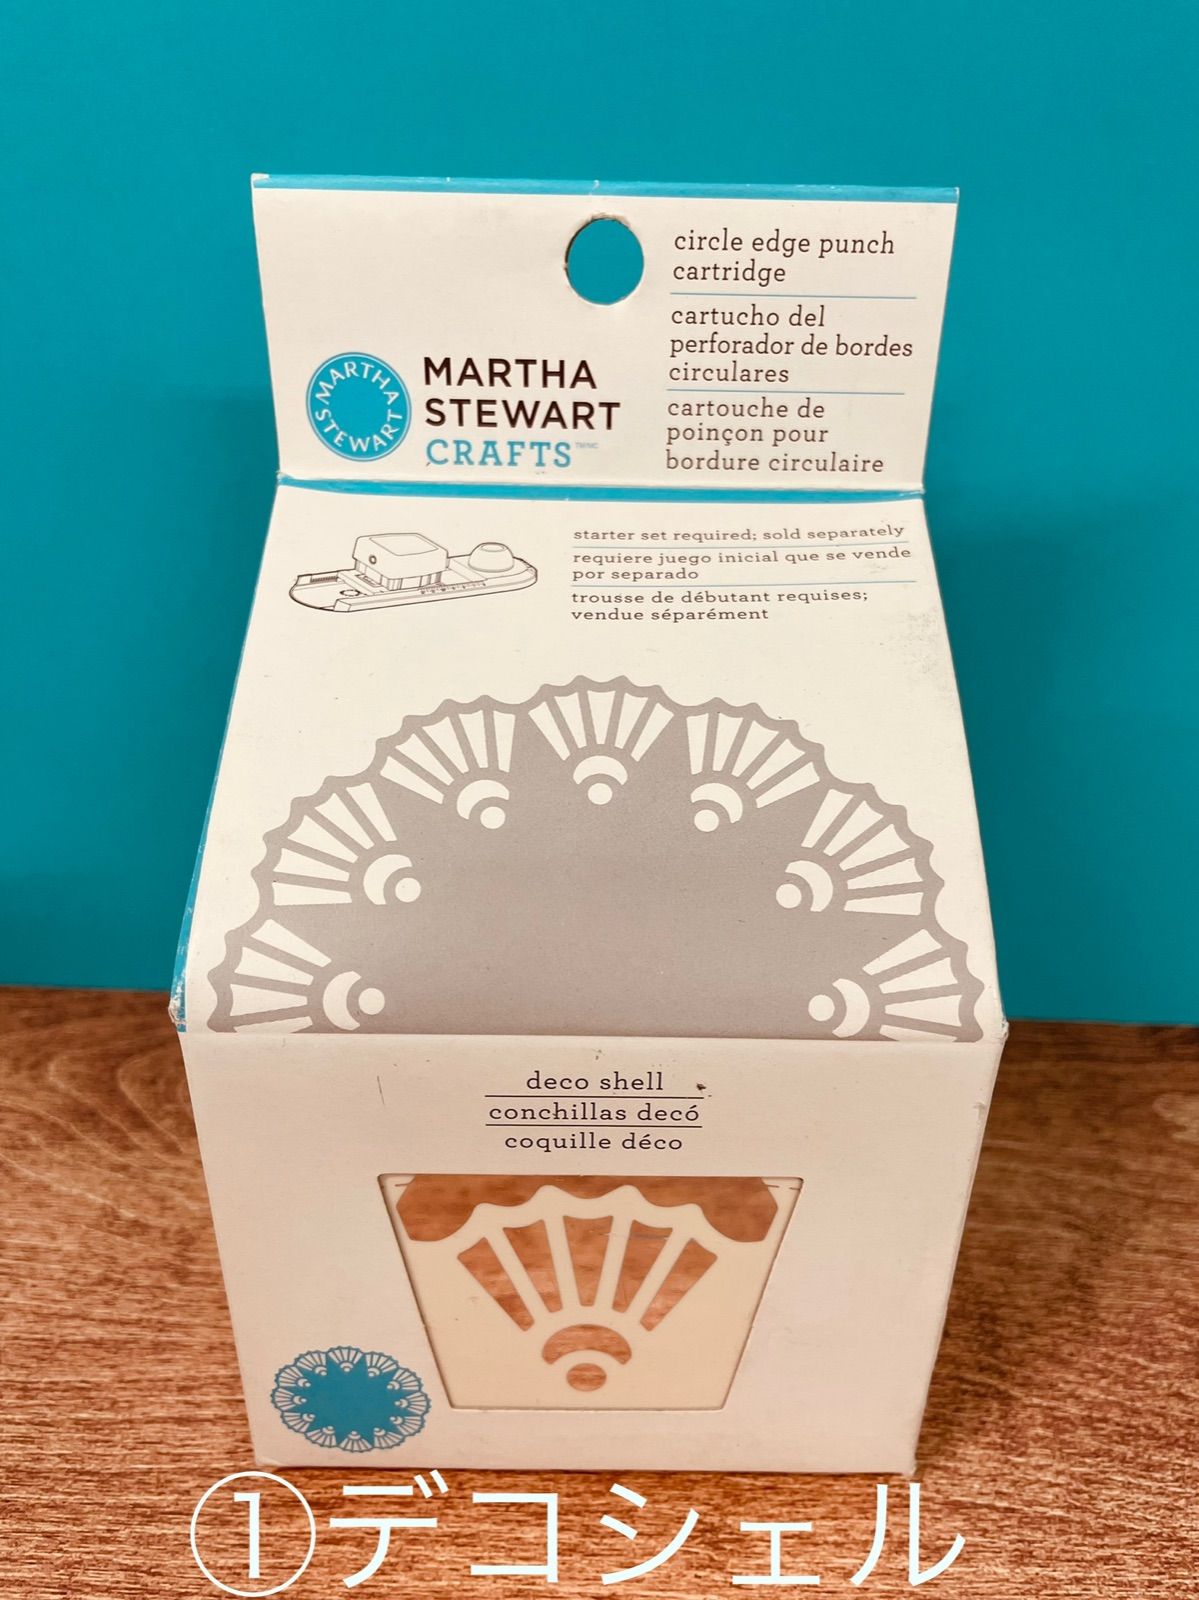 circle edge punch
cartridge
cartucho del
perforador de bordes
circulares
cartouche de
poinçon pour
bordure circulaire
MARTHA
STEWART
MARTHA
STEWART
CRAFTS
starter set required; sold separately
requiere juego inicial que se vende
por separado
trousse de débutant requises;
vendue séparément
deco shell
conchillas decó
coquille déco
①デコシェル